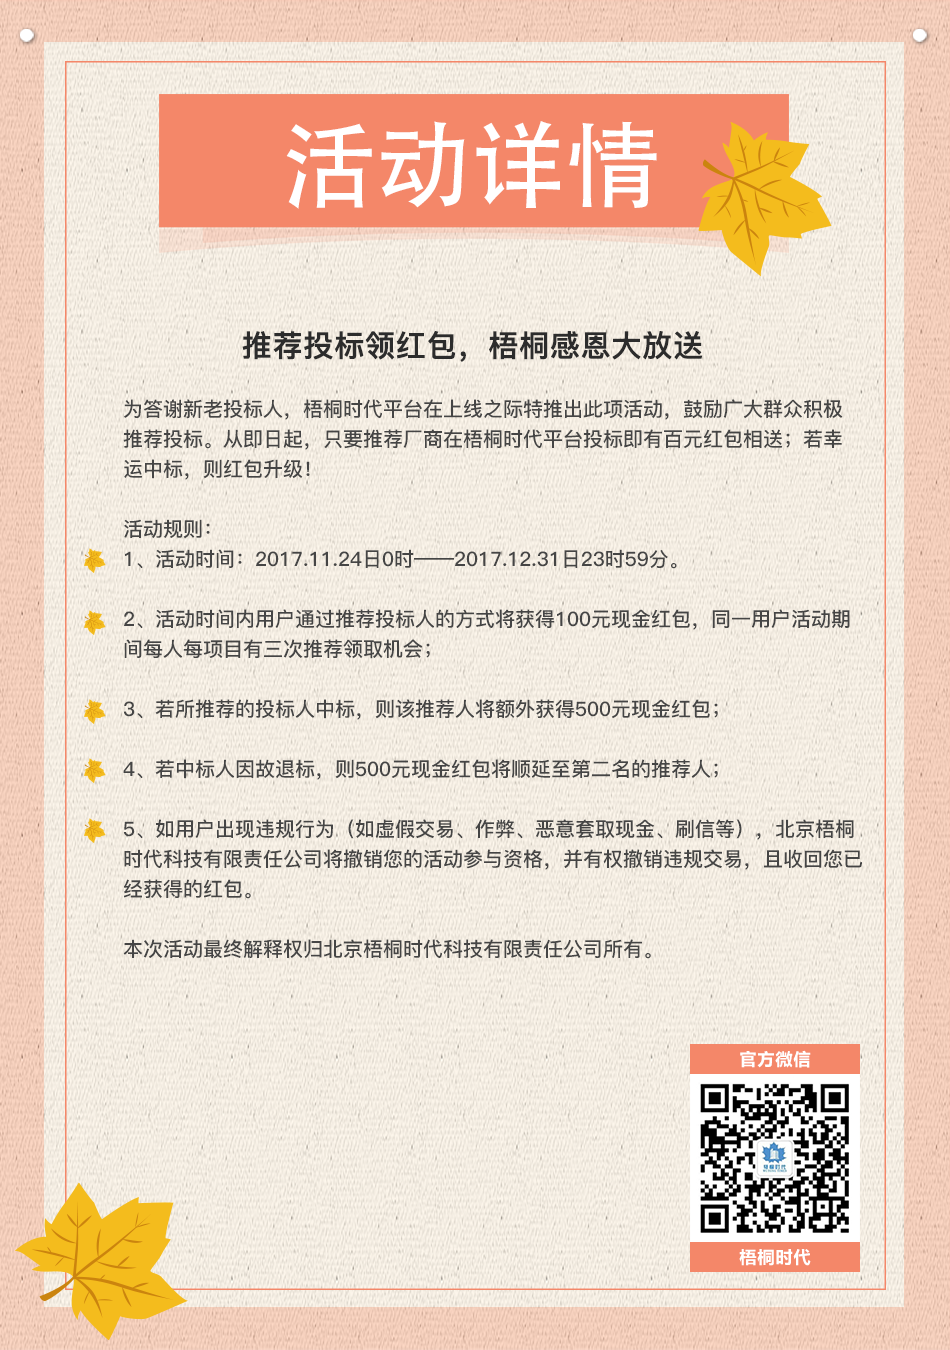 活动详情
推荐投标领红包，梧桐感恩大放送
为答谢新老投标人，梧桐时代平台在上线之际特推出此项活动，鼓励广大群众积极
推荐投标。从即日起，只要推荐厂商在梧桐时代平台投标即有百元红包相送；若幸
运中标，则红包升级！
活动规则：
1、活动时间：2017.11.24日0时——2017.12.31日23时59分。
2、活动时间内用户通过推荐投标人的方式将获得100元现金红包，同一用户活动期
间每人每项目有三次推荐领取机会；
3、若所推荐的投标人中标，则该推荐人将额外获得500元现金红包；
4、若中标人因故退标，则500元现金红包将顺延至第二名的推荐人；
5、如用户出现违规行为（如虚假交易、作弊、恶意套取现金、刷信等），北京梧桐
时代科技有限责任公司将撤销您的活动参与资格，并有权撤销违规交易，且收回您已
经获得的红包。
本次活动最终解释权归北京梧桐时代科技有限责任公司所有。
官方微信
梧桐时代
梧桐时代